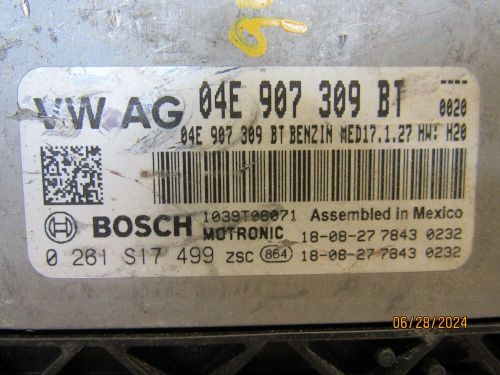 VW AG 04E 907 309 BT ---- 0020
04E 907 309 BT BENZIN MED17.1.27 HW: H20
BOSCH 1039T08071 Assembled in Mexico
MOTRONIC 18-08-27 7843 0232
0 261 S17 499 ZSC 864 18-08-27 7843 0232
06/28/2024